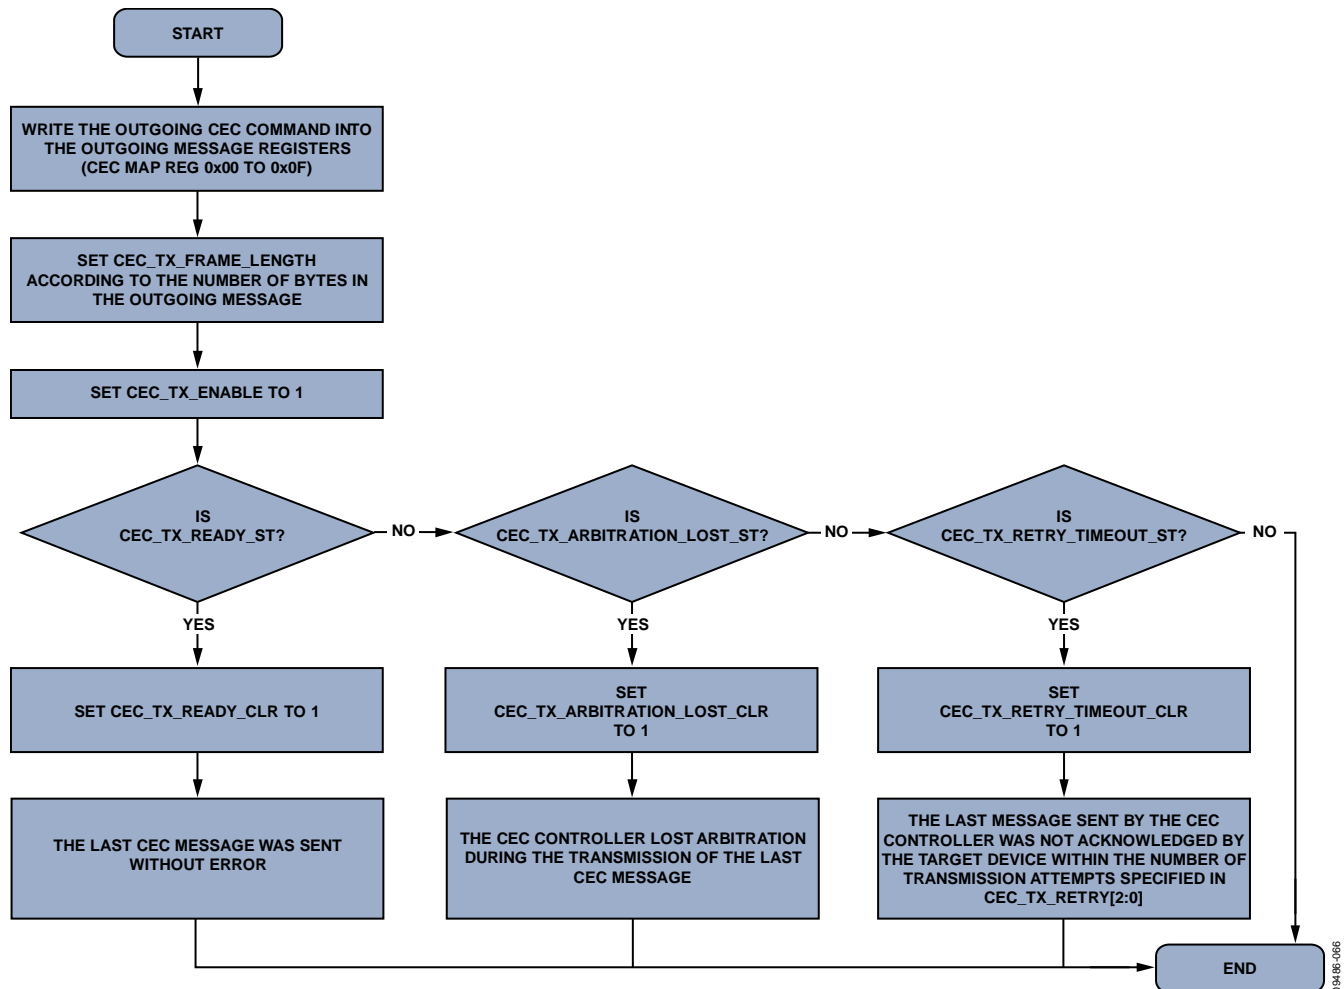 START
WRITE THE OUTGOING CEC COMMAND INTO
THE OUTGOING MESSAGE REGISTERS
(CEC MAP REG 0x00 TO 0x0F)
SET CEC_TX_FRAME_LENGTH
ACCORDING TO THE NUMBER OF BYTES IN
THE OUTGOING MESSAGE
SET CEC_TX_ENABLE TO 1
IS
CEC_TX_READY_ST?
NO
IS
CEC_TX_ARBITRATION_LOST_ST?
NO
IS
CEC_TX_RETRY_TIMEOUT_ST?
NO
YES
YES
YES
SET CEC_TX_READY_CLR TO 1
SET
CEC_TX_ARBITRATION_LOST_CLR
TO 1
SET
CEC_TX_RETRY_TIMEOUT_CLR
TO 1
THE LAST CEC MESSAGE WAS SENT
WITHOUT ERROR
THE CEC CONTROLLER LOST ARBITRATION
DURING THE TRANSMISSION OF THE LAST
CEC MESSAGE
THE LAST MESSAGE SENT BY THE CEC
CONTROLLER WAS NOT ACKNOWLEDGED BY
THE TARGET DEVICE WITHIN THE NUMBER OF
TRANSMISSION ATTEMPTS SPECIFIED IN
CEC_TX_RETRY[2:0]
END
09486-066